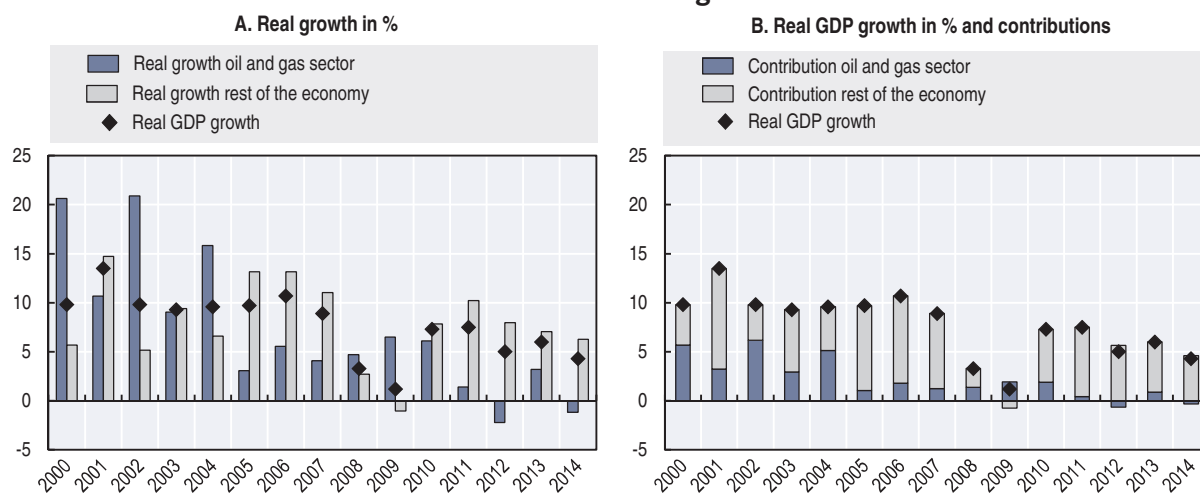 A. Real growth in %
Real growth oil and gas sector
Real growth rest of the economy
Real GDP growth
25
20
15
10
5
0
-5
2000 2001 2002 2003 2004 2005 2006 2007 2008 2009 2010 2011 2012 2013 2014
B. Real GDP growth in % and contributions
Contribution oil and gas sector
Contribution rest of the economy
Real GDP growth
25
20
15
10
5
0
-5
2000 2001 2002 2003 2004 2005 2006 2007 2008 2009 2010 2011 2012 2013 2014